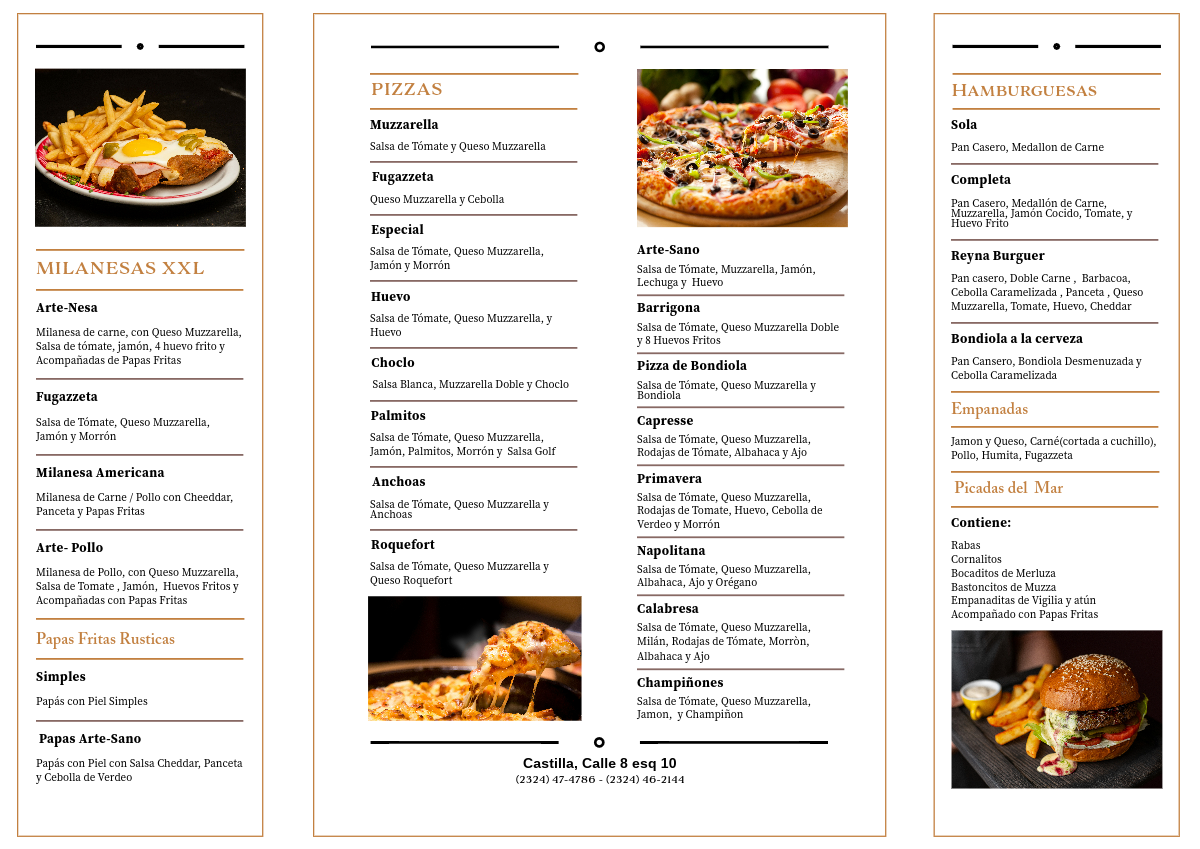 MILANESAS XXL
Arte-Nesa
Milanesa de carne, con Queso Muzzarella,
Salsa de tómate, jamón, 4 huevo frito y
Acompañadas de Papas Fritas
Fugazzeta
Salsa de Tómate, Queso Muzzarella,
Jamón y Morrón
Milanesa Americana
Milanesa de Carne / Pollo con Cheeddar,
Panceta y Papas Fritas
Arte- Pollo
Milanesa de Pollo, con Queso Muzzarella,
Salsa de Tomate , Jamón,  Huevos Fritos y
Acompañadas con Papas Fritas
Papas Fritas Rusticas
Simples
Papás con Piel Simples
Papas Arte-Sano
Papás con Piel con Salsa Cheddar, Panceta
y Cebolla de Verdeo
PIZZAS
Muzzarella
Salsa de Tómate y Queso Muzzarella
Fugazzeta
Queso Muzzarella y Cebolla
Especial
Salsa de Tómate, Queso Muzzarella,
Jamón y Morrón
Huevo
Salsa de Tómate, Queso Muzzarella, y
Huevo
Choclo
Salsa Blanca, Muzzarella Doble y Choclo
Palmitos
Salsa de Tómate, Queso Muzzarella,
Jamón, Palmitos, Morrón y  Salsa Golf
Anchoas
Salsa de Tómate, Queso Muzzarella y
Anchoas
Roquefort
Salsa de Tómate, Queso Muzzarella y
Queso Roquefort
Arte-Sano
Salsa de Tómate, Muzzarella, Jamón,
Lechuga y  Huevo
Barrigona
Salsa de Tómate, Queso Muzzarella Doble
y 8 Huevos Fritos
Pizza de Bondiola
Salsa de Tómate, Queso Muzzarella y
Bondiola
Capresse
Salsa de Tómate, Queso Muzzarella,
Rodajas de Tómate, Albahaca y Ajo
Primavera
Salsa de Tómate, Queso Muzzarella,
Rodajas de Tomate, Huevo, Cebolla de
Verdeo y Morrón
Napolitana
Salsa de Tómate, Queso Muzzarella,
Albahaca, Ajo y Orégano
Calabresa
Salsa de Tómate, Queso Muzzarella,
Milán, Rodajas de Tómate, Morròn,
Albahaca y Ajo
Champiñones
Salsa de Tómate, Queso Muzzarella,
Jamon,  y Champiñon
Castilla, Calle 8 esq 10
(2324) 47-4786 - (2324) 46-2144
HAMBURGUESAS
Sola
Pan Casero, Medallon de Carne
Completa
Pan Casero, Medallón de Carne,
Muzzarella, Jamón Cocido, Tomate, y
Huevo Frito
Reyna Burguer
Pan casero, Doble Carne ,  Barbacoa,
Cebolla Caramelizada , Panceta , Queso
Muzzarella, Tomate, Huevo, Cheddar
Bondiola a la cerveza
Pan Cansero, Bondiola Desmenuzada y
Cebolla Caramelizada
Empanadas
Jamon y Queso, Carné(cortada a cuchillo),
Pollo, Humita, Fugazzeta
Picadas del  Mar
Contiene:
Rabas
Cornalitos
Bocaditos de Merluza
Bastoncitos de Muzza
Empanaditas de Vigilia y atún
Acompañado con Papas Fritas